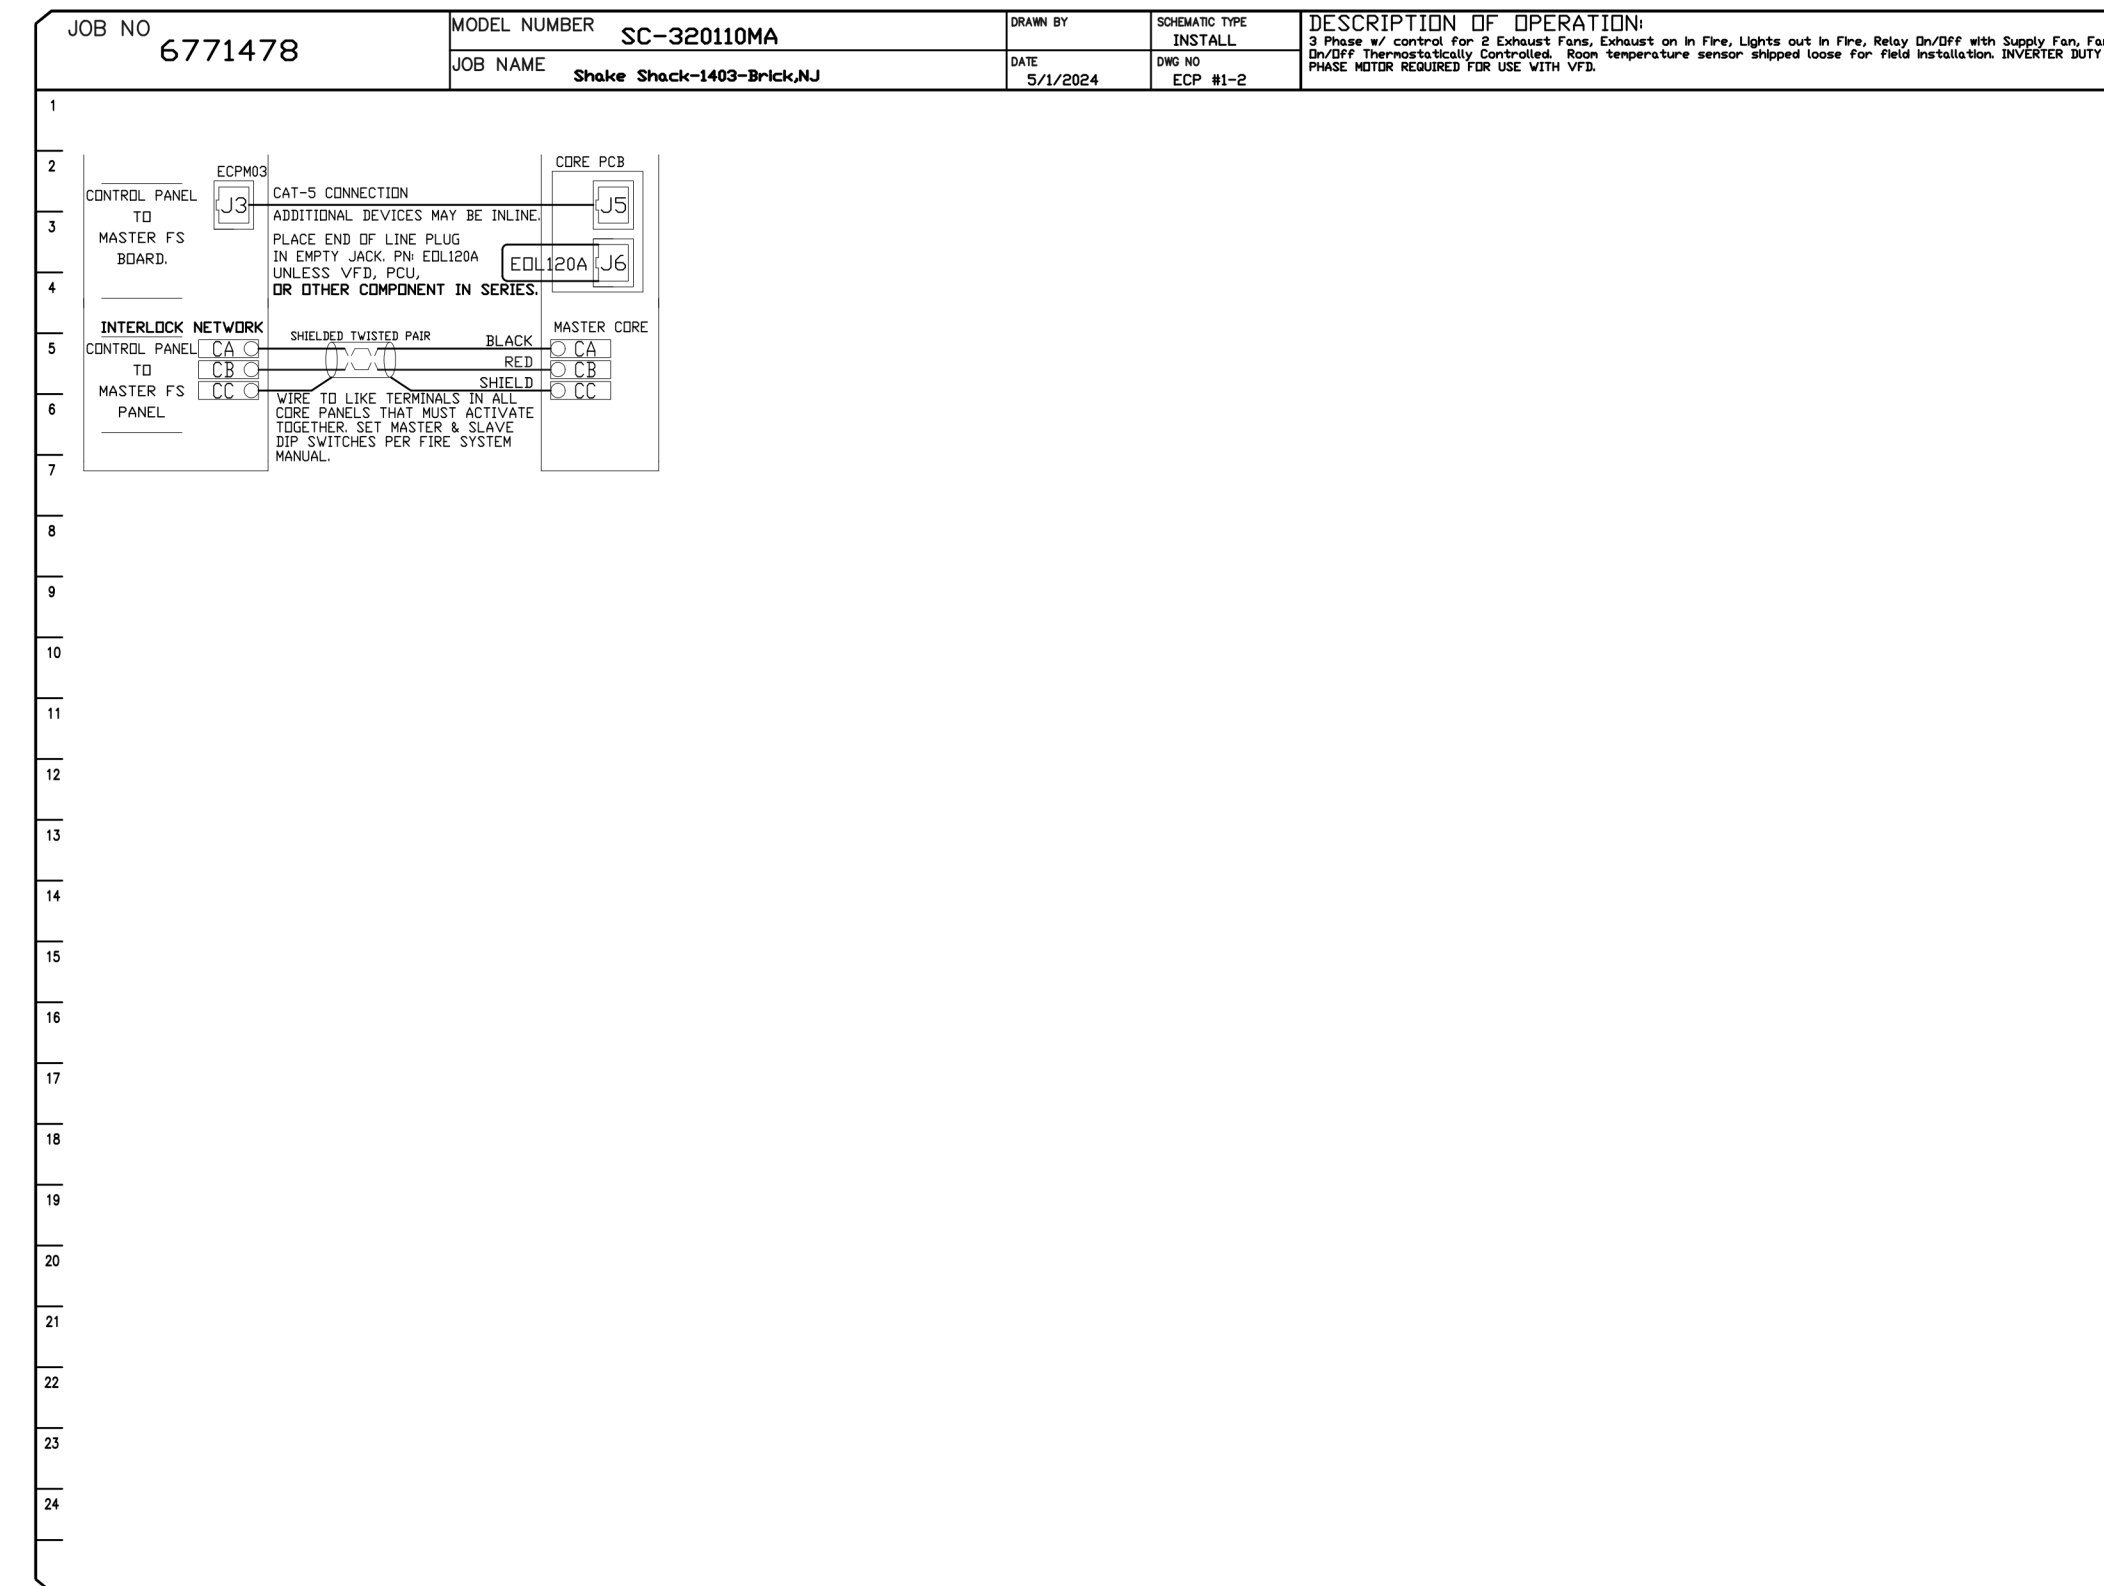 JOB NO
6771478
MODEL NUMBER
SC-320110MA
JOB NAME
Shake Shack-1403-Brick,NJ
DRAWN BY
DATE
5/1/2024
SCHEMATIC TYPE
INSTALL
DWG NO
ECP #1-2
DESCRIPTION OF OPERATION:
3 Phase w/ control for 2 Exhaust Fans, Exhaust on in Fire, Lights out in Fire, Relay On/Off with Supply Fan,
On/Off Thermostatically Controlled. Room temperature sensor shipped loose for field installation. INVERTER DUTY
PHASE MOTOR REQUIRED FOR USE WITH VFD.
1
2
3
4
5
6
7
8
9
10
11
12
13
14
15
16
17
18
19
20
21
22
23
24
CONTROL PANEL
TO
MASTER FS
BOARD.
ECPM03
J3
CAT-5 CONNECTION
ADDITIONAL DEVICES MAY BE INLINE.
PLACE END OF LINE PLUG
IN EMPTY JACK. PN: EOL120A
UNLESS VFD, PCU,
OR OTHER COMPONENT IN SERIES.
CORE PCB
J5
EOL120A
J6
INTERLOCK NETWORK
CONTROL PANEL
TO
MASTER FS
PANEL
CA
CB
CC
SHIELDED TWISTED PAIR
BLACK
RED
SHIELD
MASTER CORE
CA
CB
CC
WIRE TO LIKE TERMINALS IN ALL
CORE PANELS THAT MUST ACTIVATE
TOGETHER. SET MASTER & SLAVE
DIP SWITCHES PER FIRE SYSTEM
MANUAL.